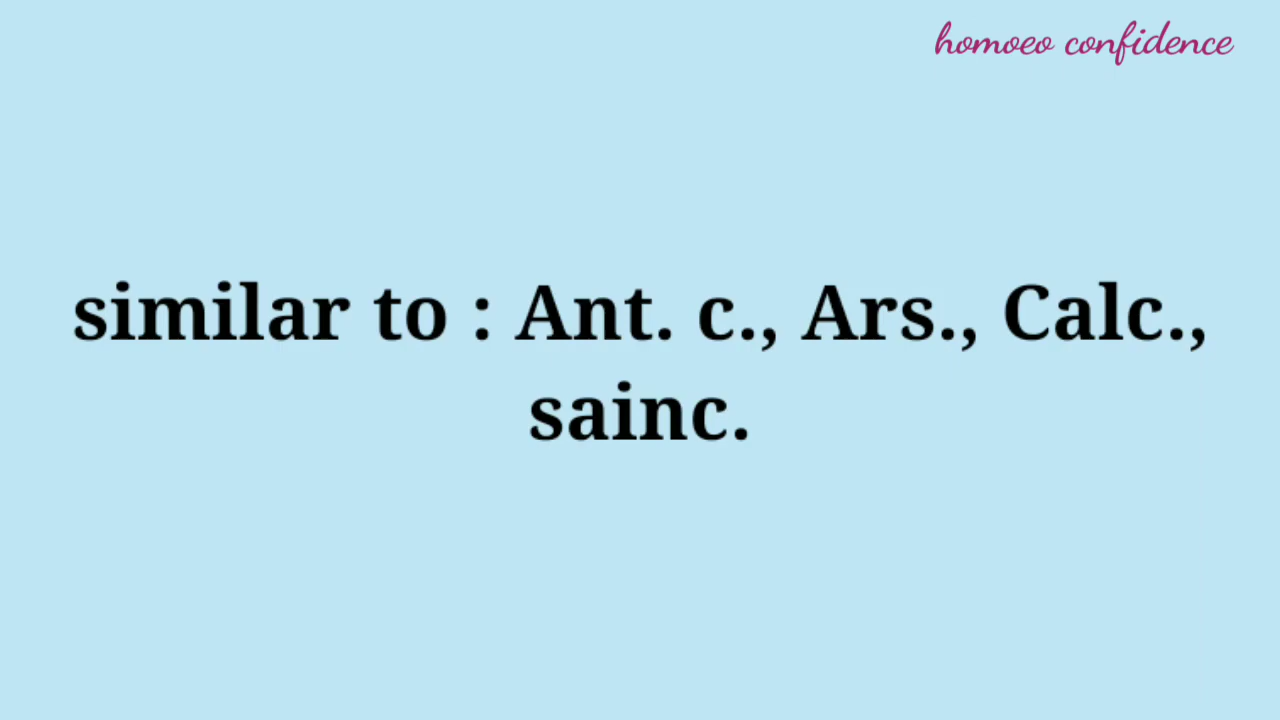 homoeo confidence
similar to : Ant. c., Ars., Calc.,
sainc.